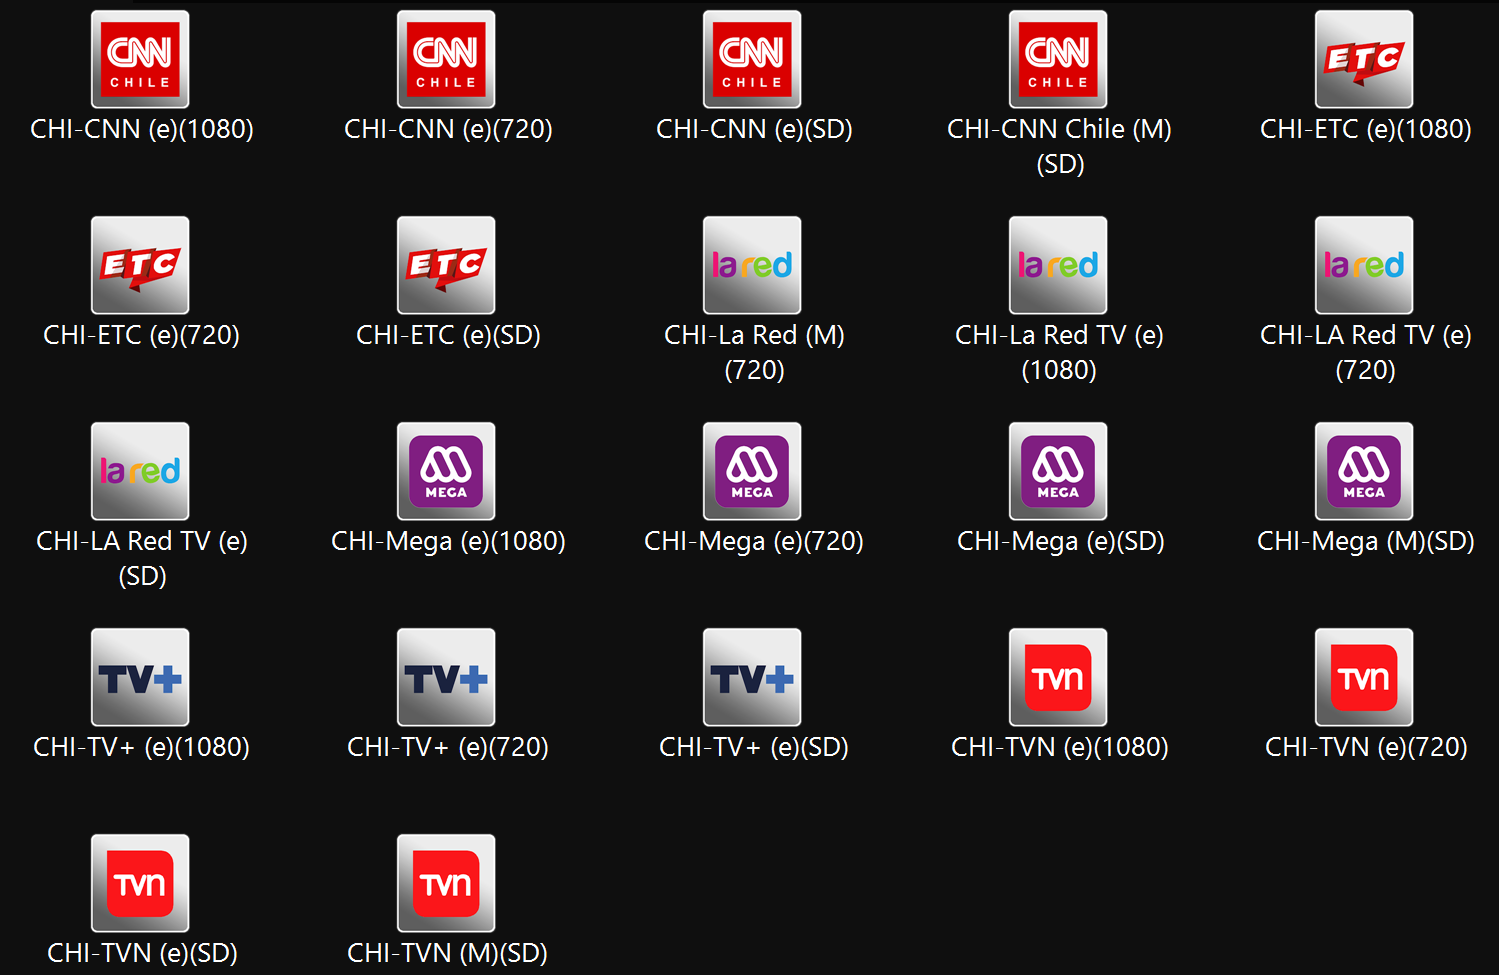 CNN CHILE
CHI-CNN (e)(1080)
CNN CHILE
CHI-CNN (e)(720)
CNN CHILE
CHI-CNN (e)(SD)
CNN CHILE
CHI-CNN Chile (M)
(SD)
ETC
CHI-ETC (e)(1080)
ETC
CHI-ETC (e)(720)
ETC
CHI-ETC (e)(SD)
la red
CHI-La Red (M)
(720)
la red
CHI-La Red TV (e)
(1080)
la red
CHI-LA Red TV (e)
(720)
la red
CHI-LA Red TV (e)
(SD)
MEGA
CHI-Mega (e)(1080)
MEGA
CHI-Mega (e)(720)
MEGA
CHI-Mega (e)(SD)
MEGA
CHI-Mega (M)(SD)
TV+
CHI-TV+ (e)(1080)
TV+
CHI-TV+ (e)(720)
TV+
CHI-TV+ (e)(SD)
TVN
CHI-TVN (e)(1080)
TVN
CHI-TVN (e)(720)
TVN
CHI-TVN (e)(SD)
TVN
CHI-TVN (M)(SD)